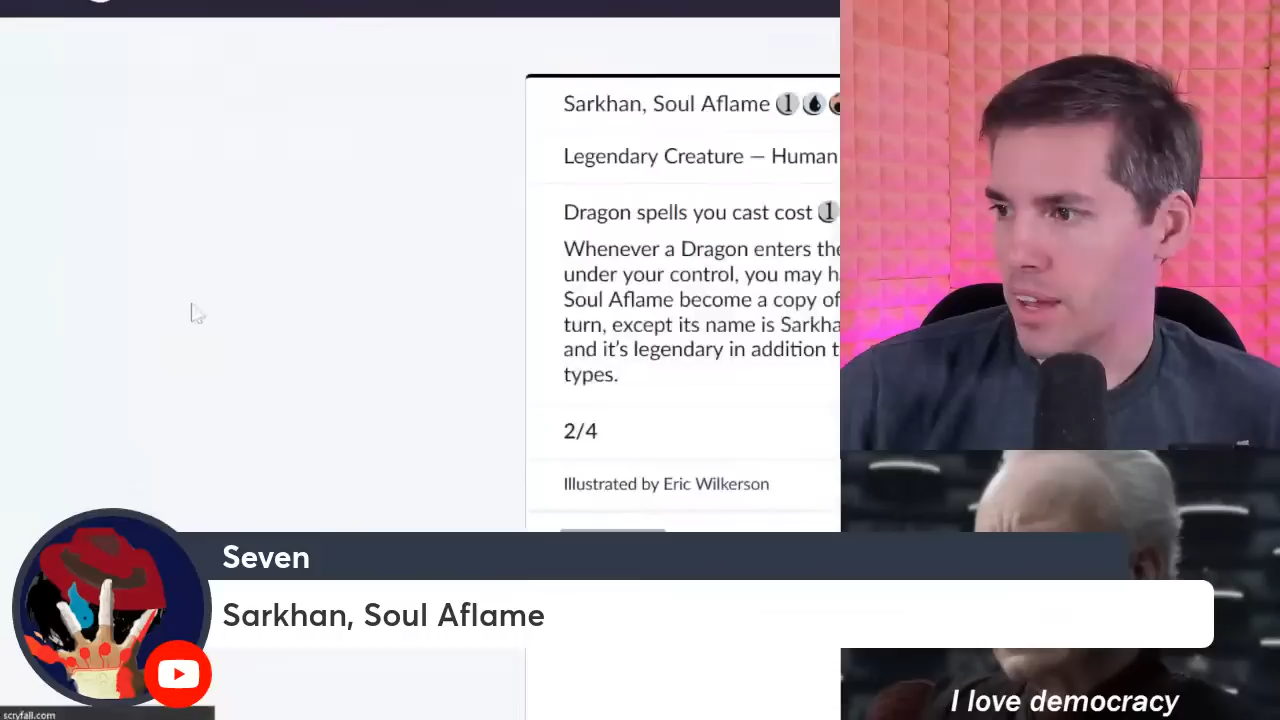 Sarkhan, Soul Aflame 1
Legendary Creature — Human
Dragon spells you cast cost 1
Whenever a Dragon enters the
under your control, you may h
Soul Aflame become a copy of
turn, except its name is Sarkha
and it's legendary in addition t
types.
2/4
Illustrated by Eric Wilkerson
Seven
Sarkhan, Soul Aflame
I love democracy
scryfall.com